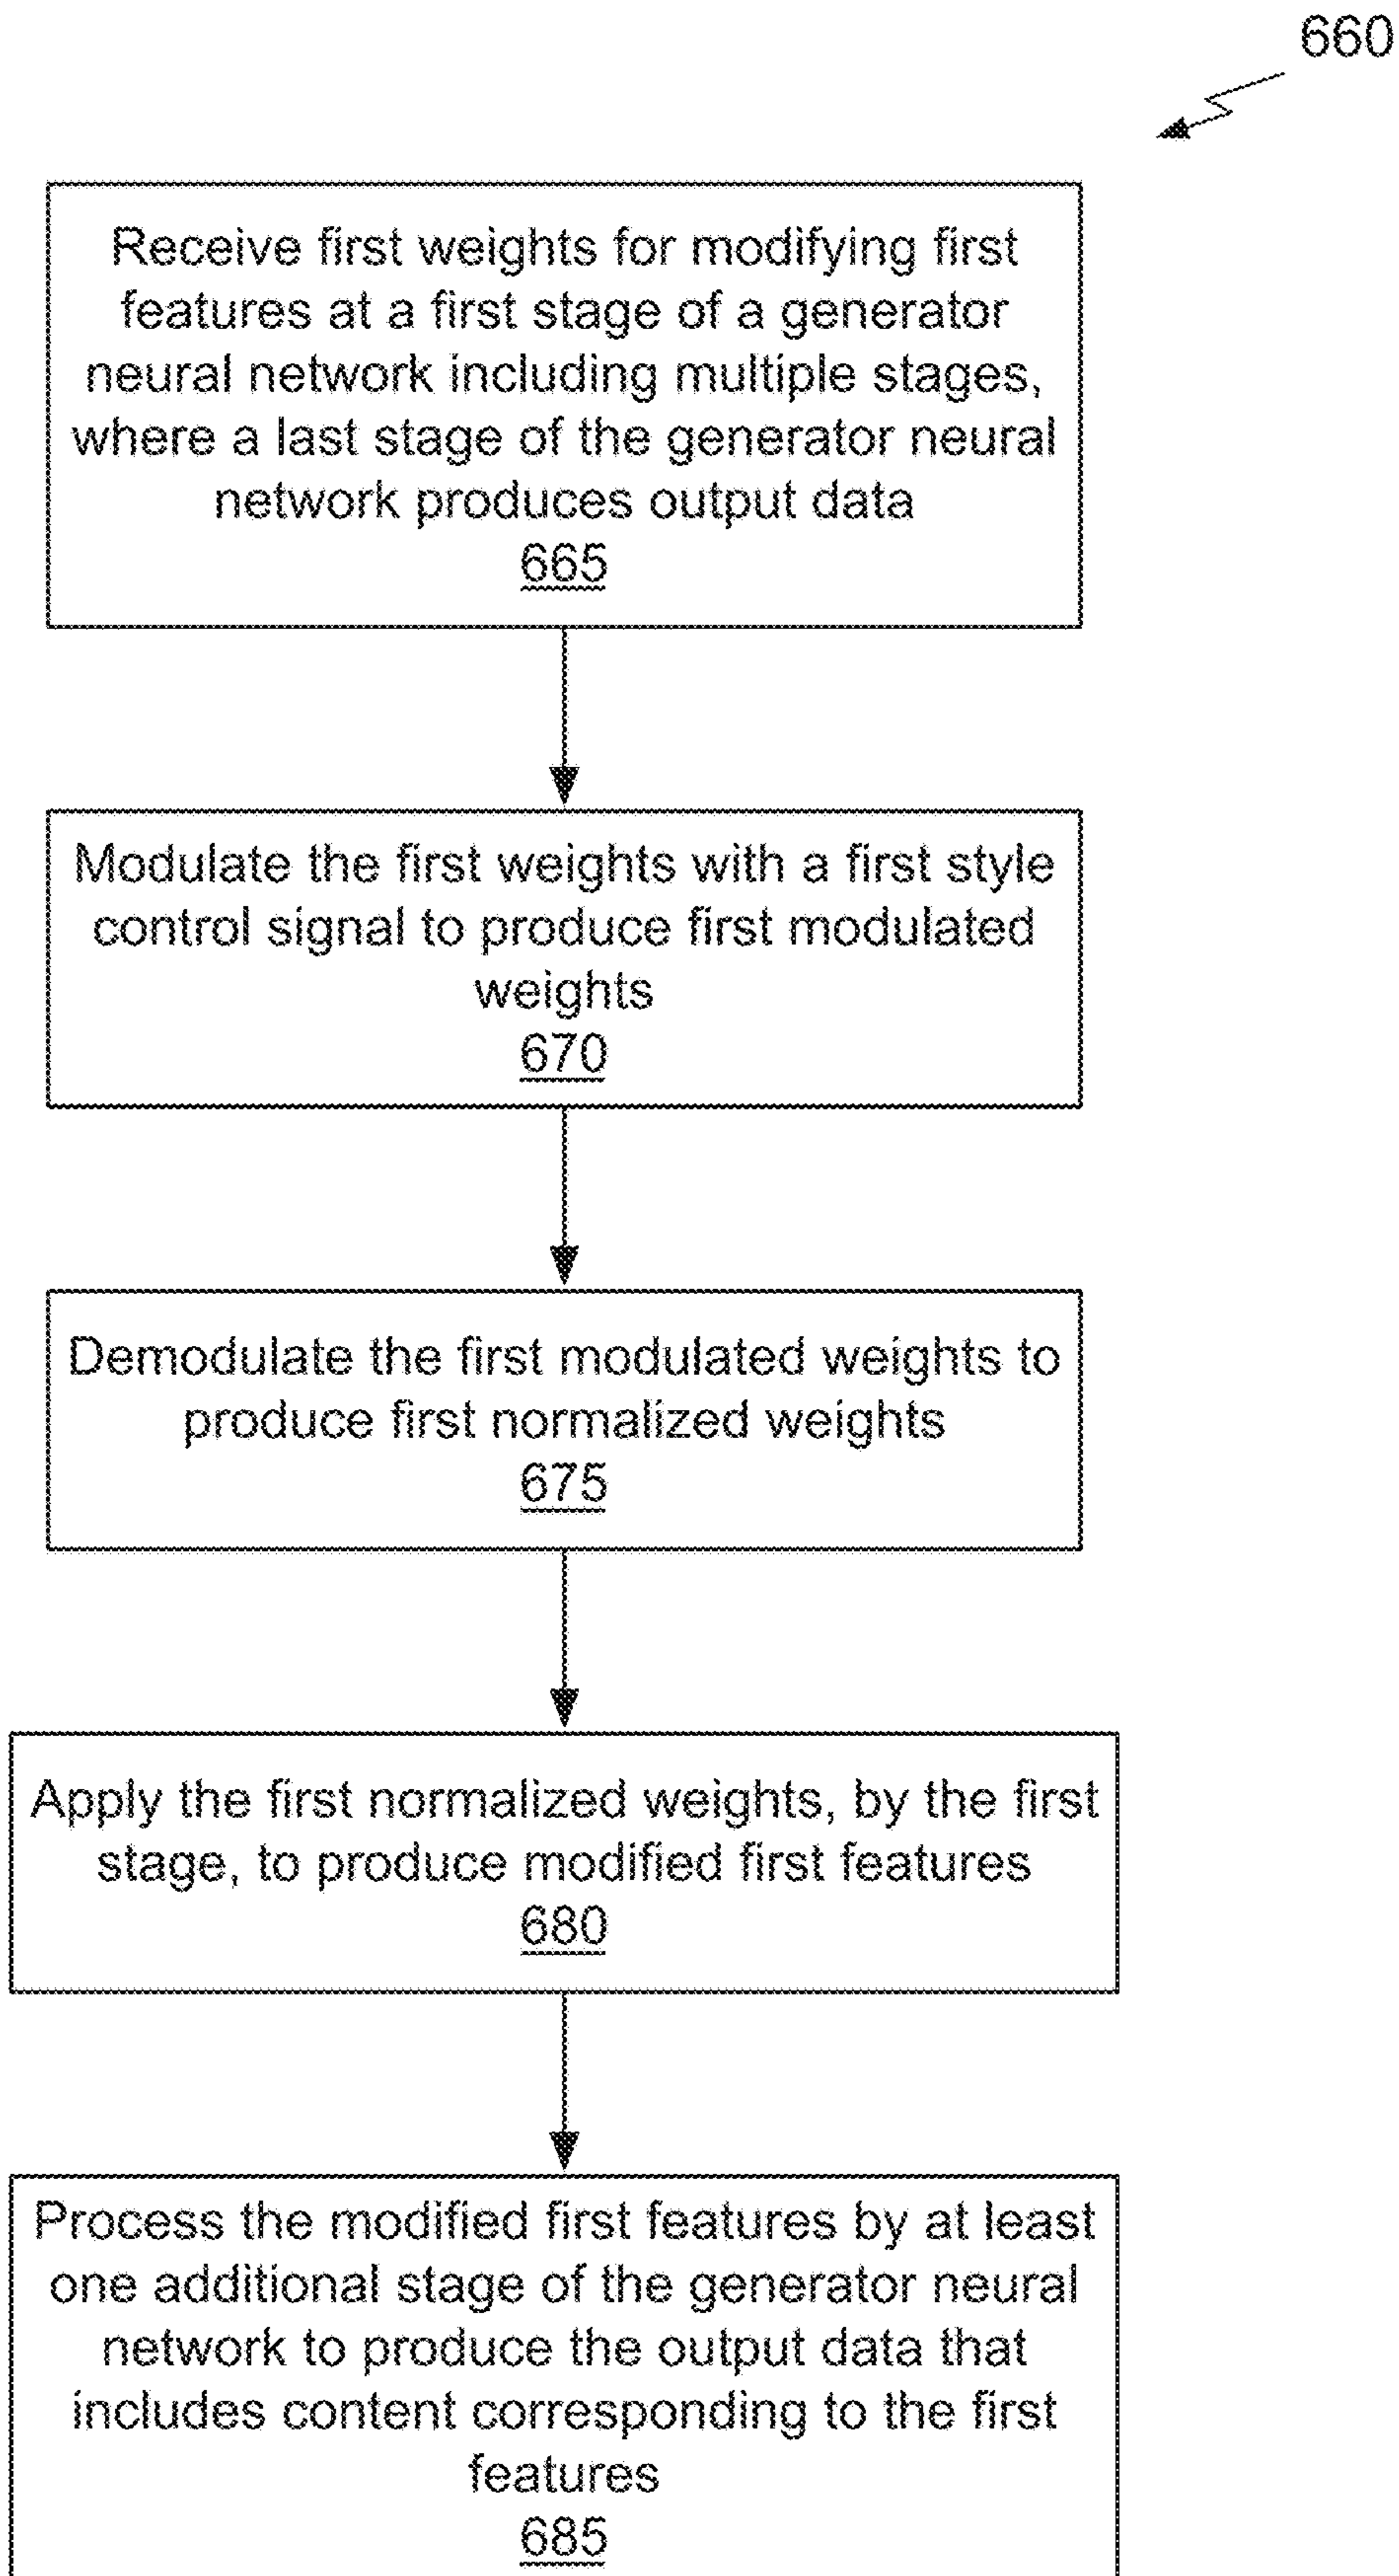 660
Receive first weights for modifying first
features at a first stage of a generator
neural network including multiple stages,
where a last stage of the generator neural
network produces output data
665
Modulate the first weights with a first style
control signal to produce first modulated
weights
670
Demodulate the first modulated weights to
produce first normalized weights
675
Apply the first normalized weights, by the first
stage, to produce modified first features
680
Process the modified first features by at least
one additional stage of the generator neural
network to produce the output data that
includes content corresponding to the first
features
685